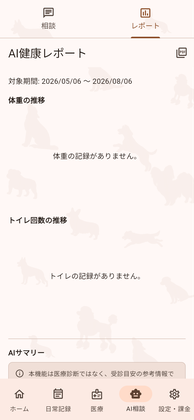 相談
レポート
AI健康レポート
PDF
対象期間: 2026/05/06 〜 2026/08/06
体重の推移
体重の記録がありません。
トイレ回数の推移
トイレの記録がありません。
AIサマリー
本機能は医療診断ではなく、受診目安の参考情報で
ホーム
日常記録
医療
AI相談
設定・課金